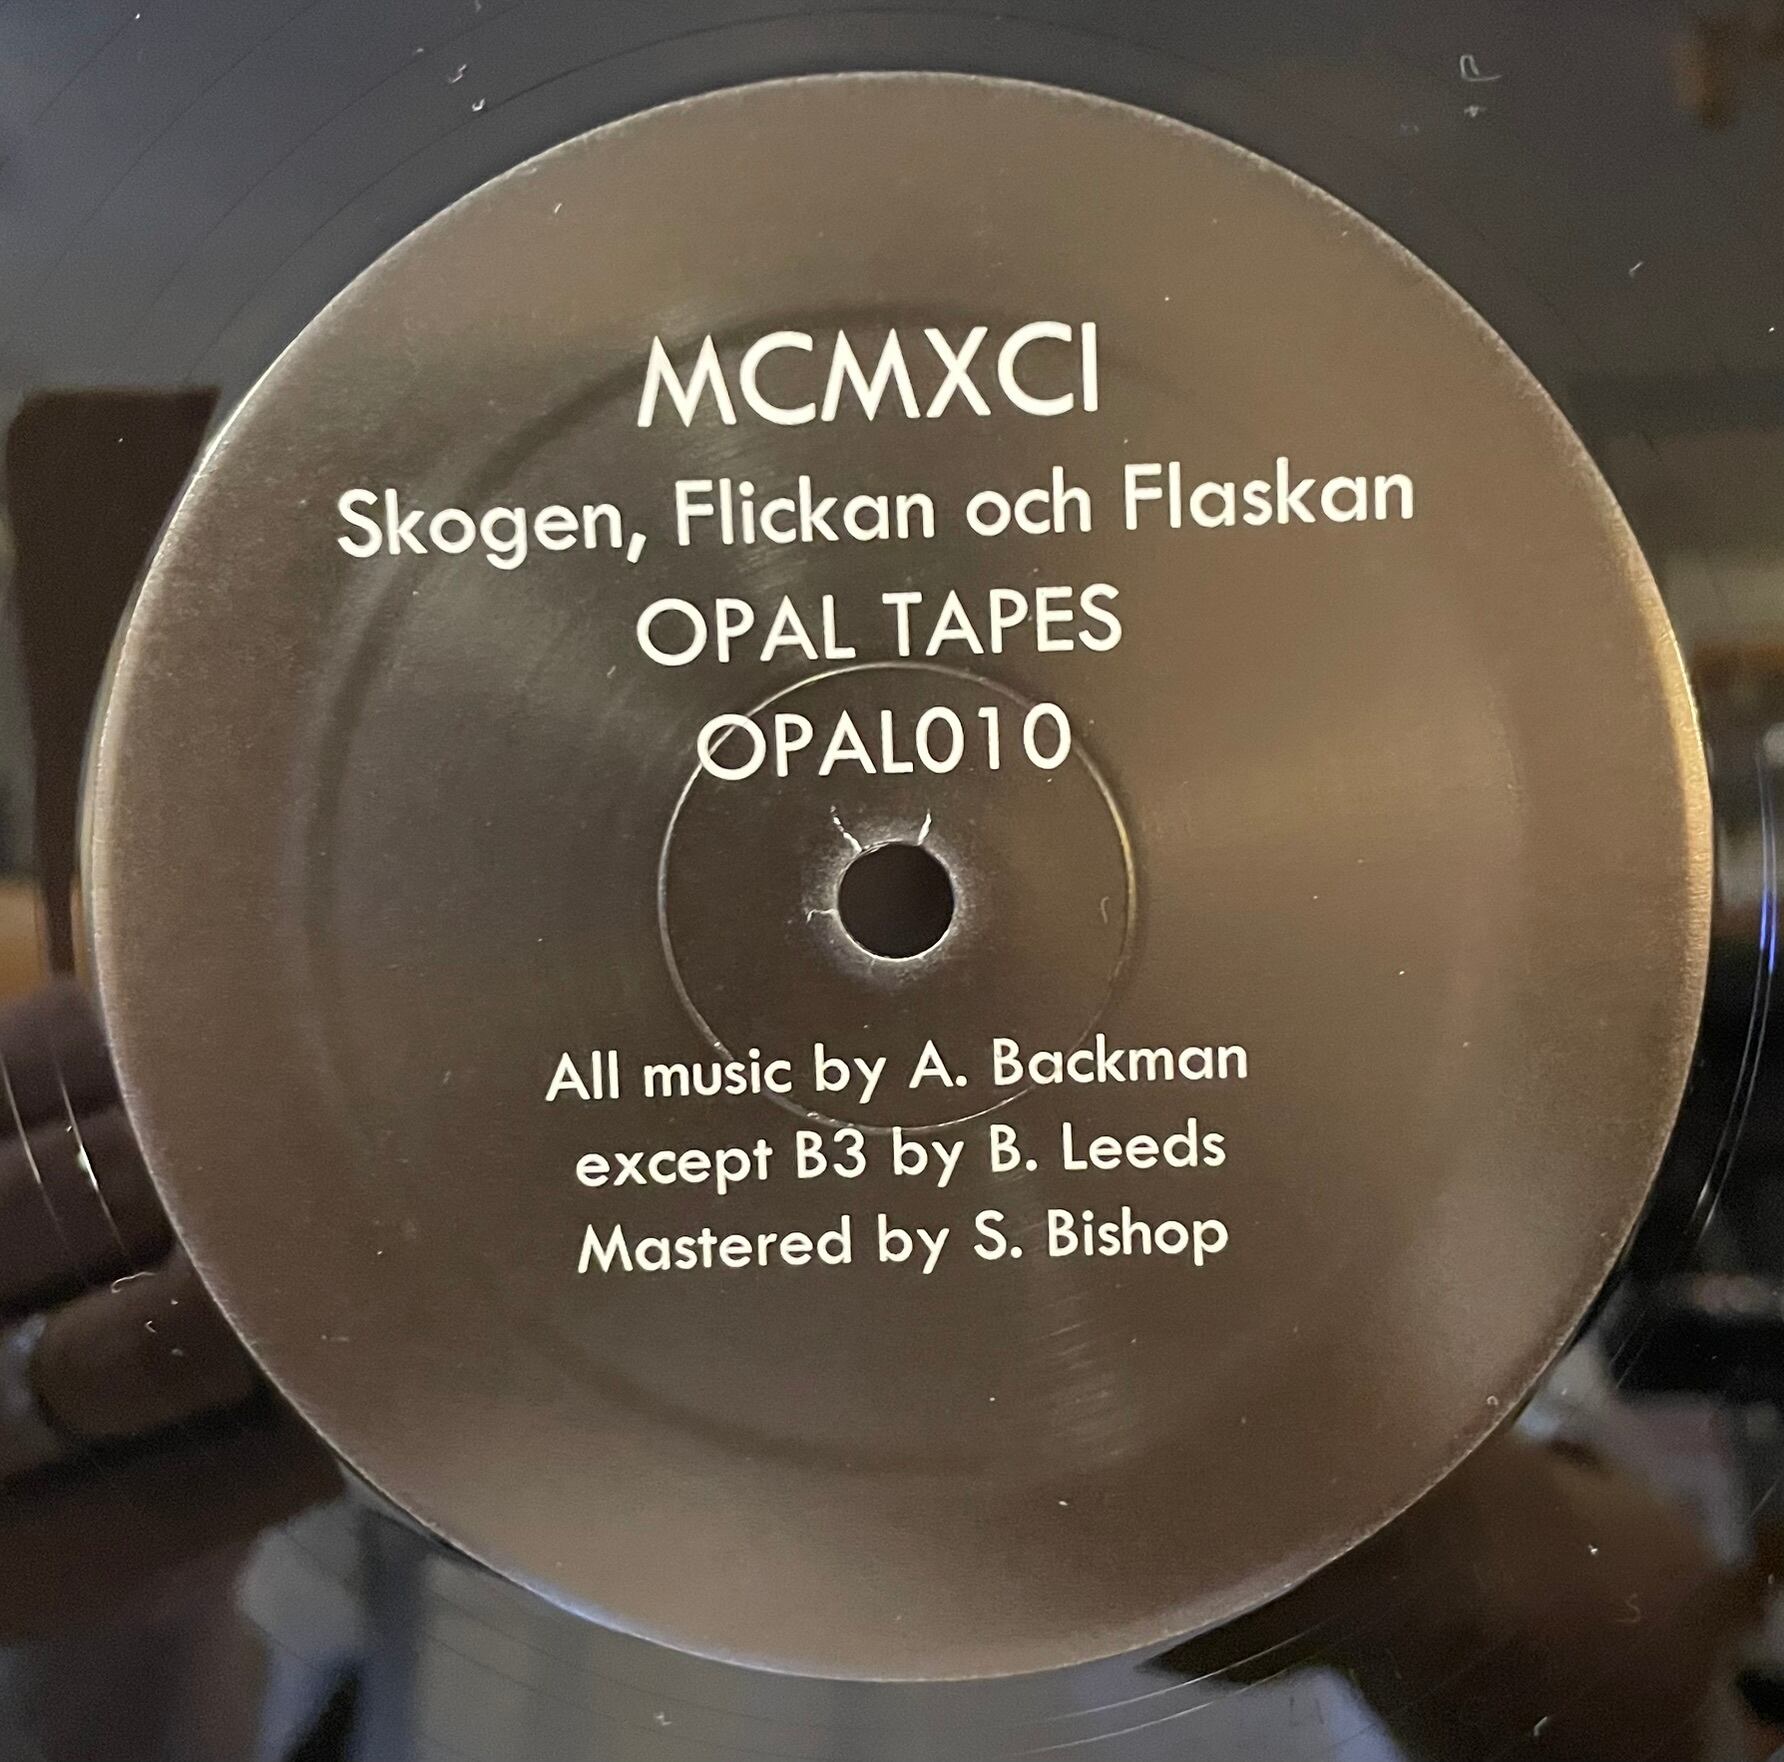 MCMXCI
Skogen, Flickan och Flaskan
OPAL TAPES
OPAL010
All music by A. Backman
except B3 by B. Leeds
Mastered by S. Bishop